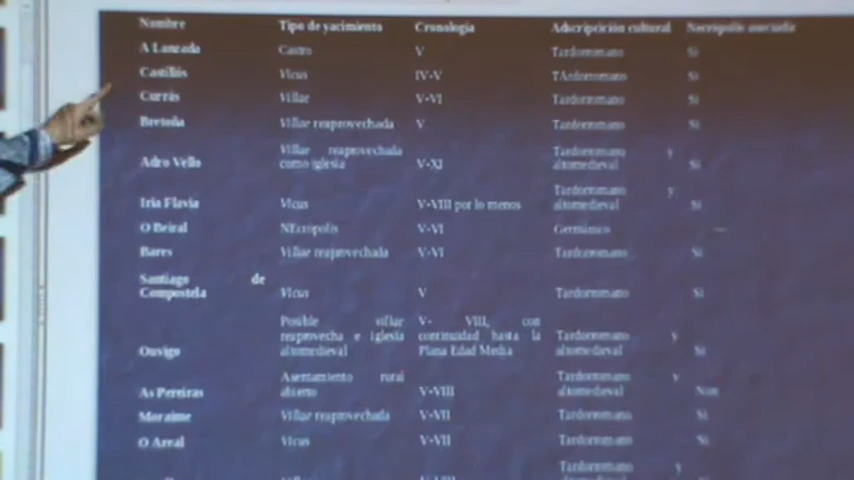 Nombre Tipo de yacimiento Cronología Adscripcición cultural Necrópolis asociada
A Lanzada Castro V Tardorromano Si
Castillós Vicus IV-V TArdorromano Si
Currás Villae V-VI Tardorromano Si
Bretoña Villae reaprovechada V Tardorromano Si
Adro Vello Villae reaprovechada como iglesia V-XI Tardorromano y altomedieval Si
Iria Flavia Vicus V-VIII por lo menos Tardorromano y altomedieval Si
O Beiral NEcrópolis V-VI Germánico
Bares Villae reaprovechada V-VI Tardorromano Si
Santiago de Compostela Vicus V Tardorromano Si
Ouvigo Posible villae reaprovecha e iglesia altomedieval V- VIII, con continuidad hasta la Plana Edad Media Tardorromano y altomedieval Si
As Pereiras Asentamiento rural abierto V-VIII Tardorromano y altomedieval Non
Moraime Villae reaprovechada V-VII Tardorromano Si
O Areal Vicus V-VII Tardorromano Si
Tardorromano y